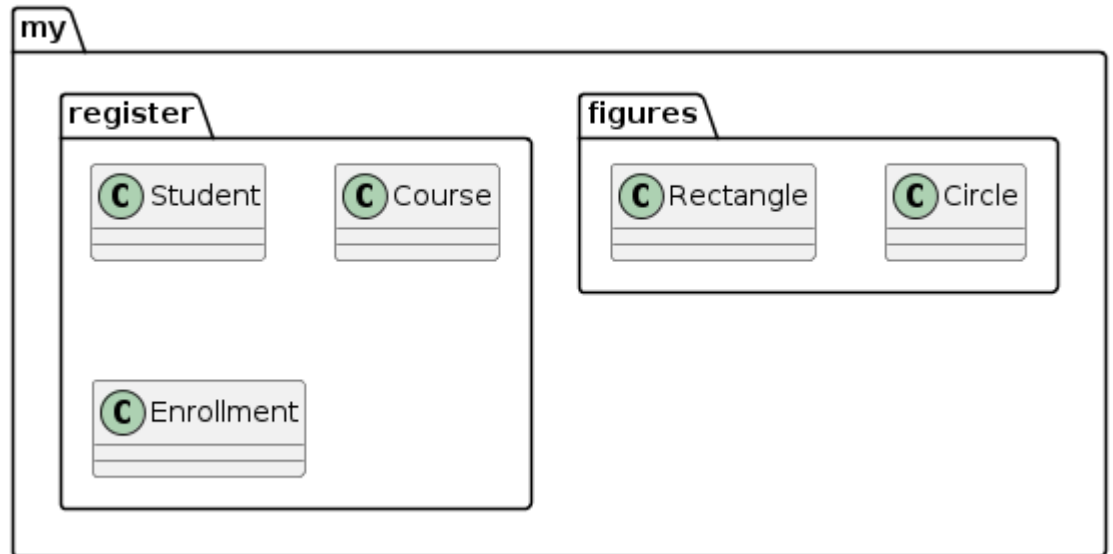 my
register
figures
C Student
C Course
C Rectangle
C Circle
C Enrollment